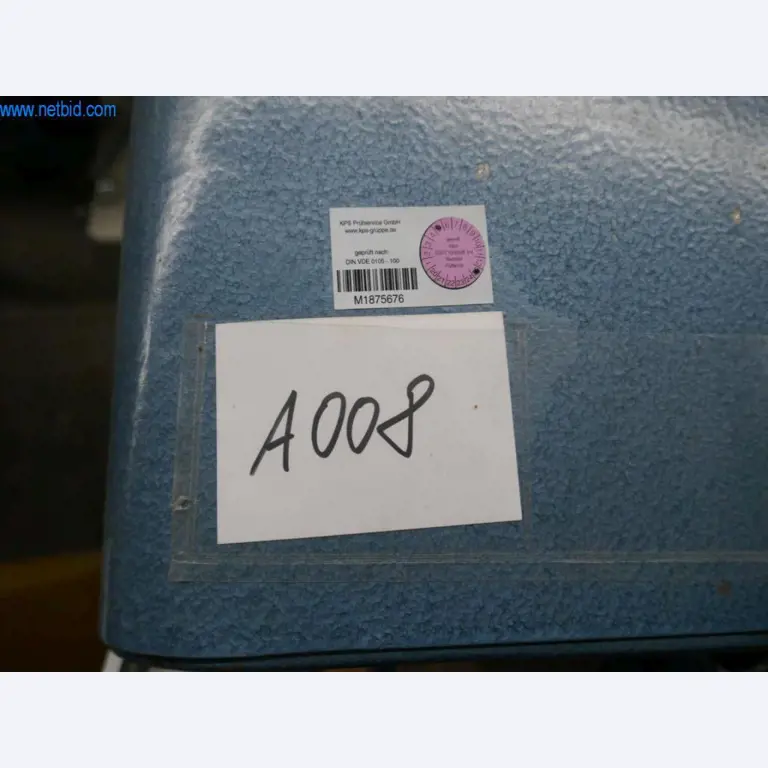 www.netbid.com
KPS Prüfservice GmbH
www.kps-gruppe.de
geprüft nach:
DIN VDE 0105 - 100
M1875676
A008